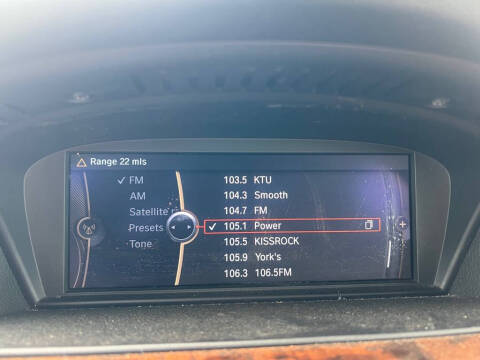 Range 22 mls
FM
AM
Satellite
Presets
Tone
103.5 KTU
104.3 Smooth
104.7 FM
105.1 Power
105.5 KISSROCK
105.9 York's
106.3 106.5FM